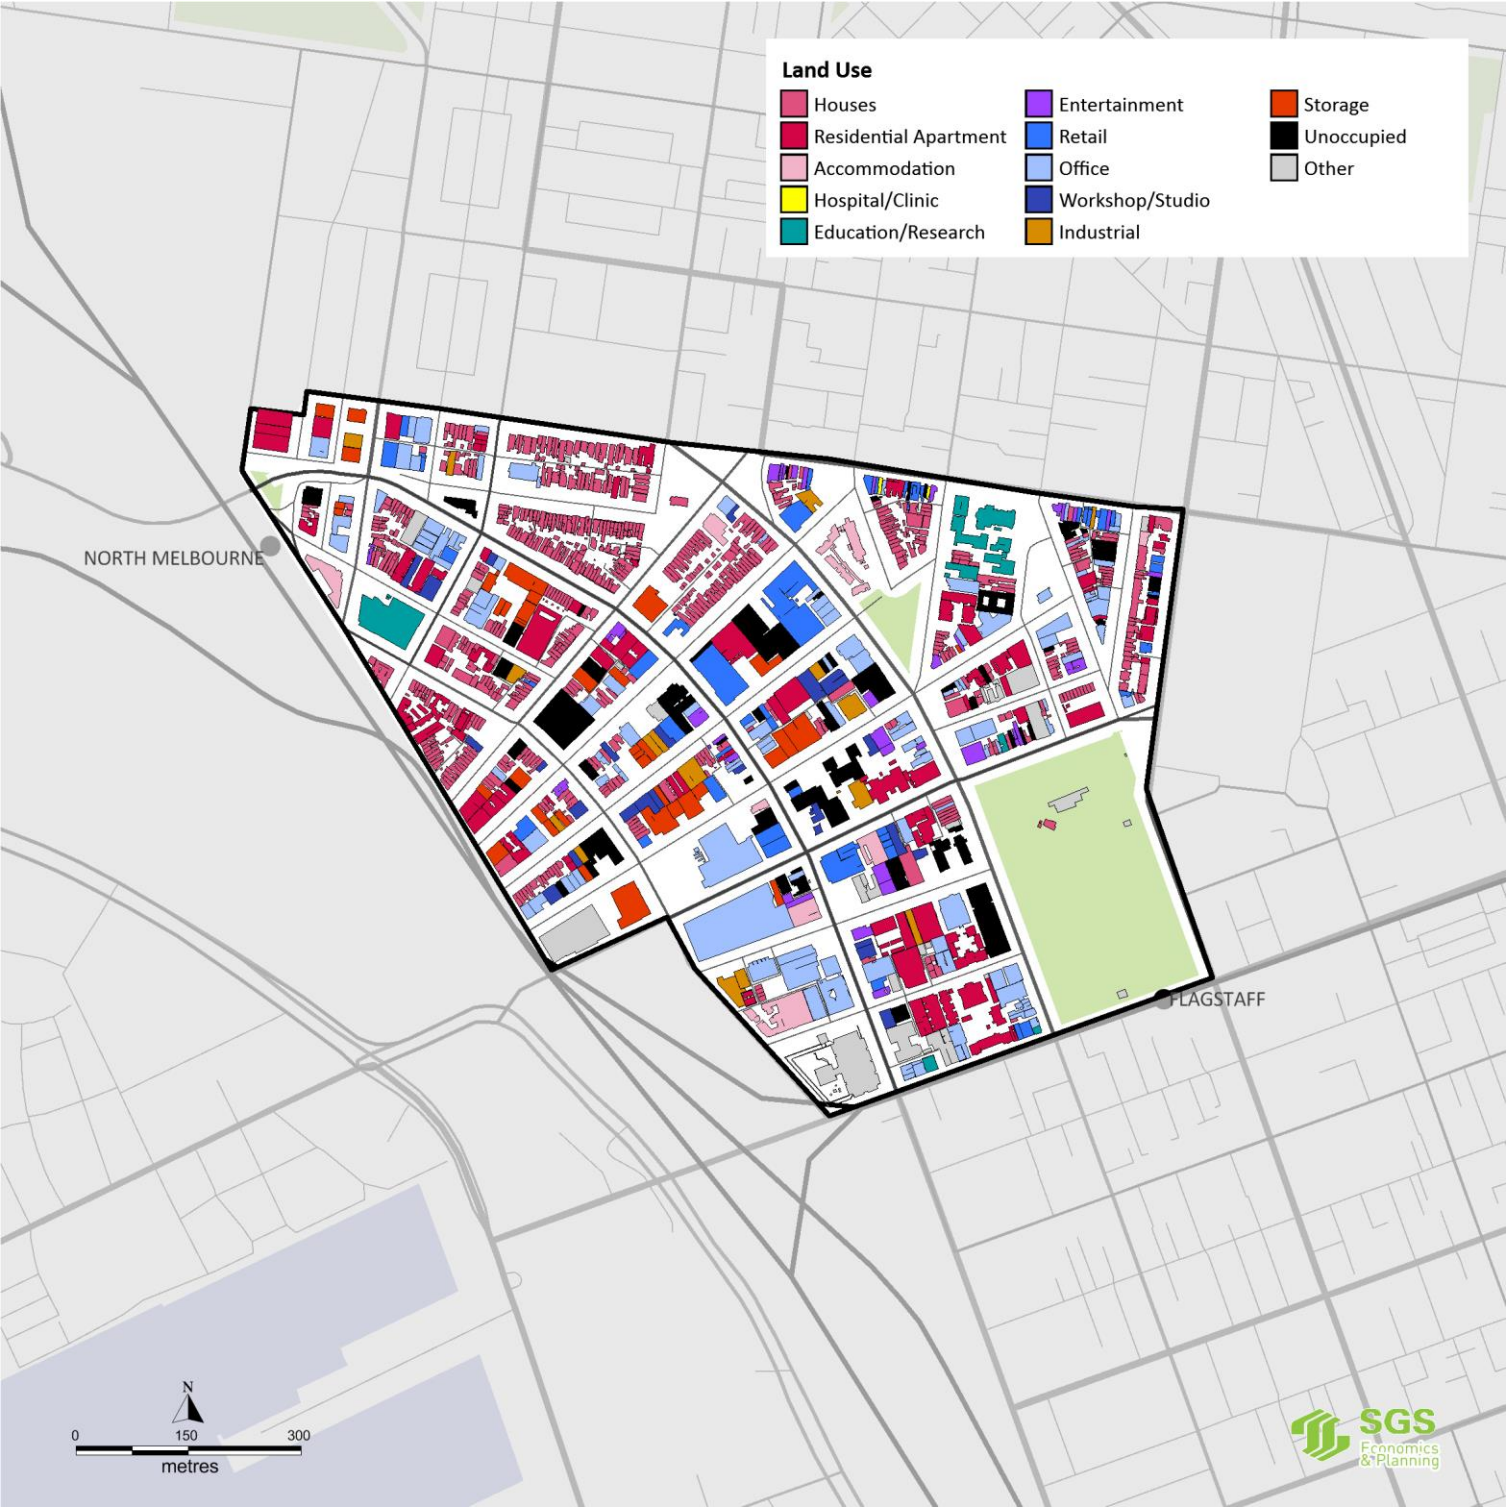 Land Use
Houses
Residential Apartment
Accommodation
Hospital/Clinic
Education/Research
Entertainment
Retail
Office
Workshop/Studio
Industrial
Storage
Unoccupied
Other
NORTH MELBOURNE
FLAGSTAFF
N
0 150 300
metres
SGS
Economics
& Planning